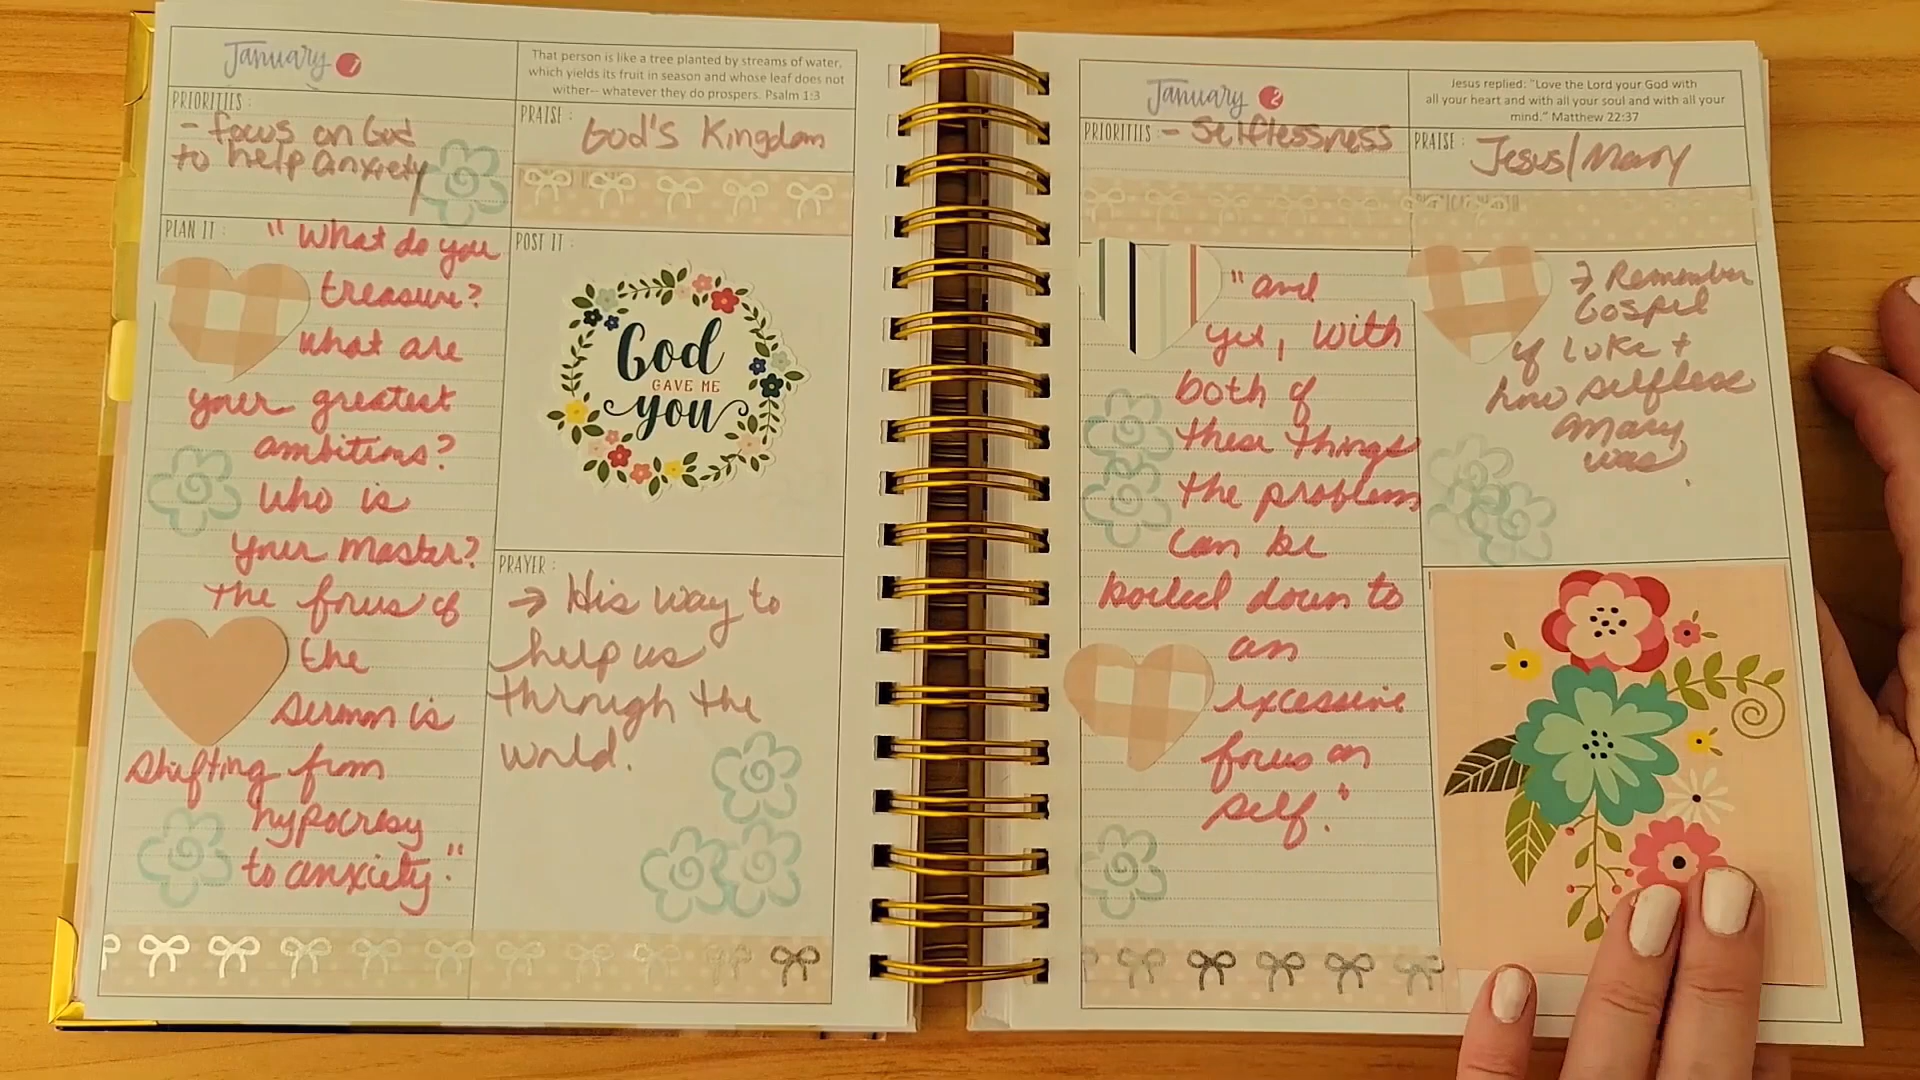 January 1
That person is like a tree planted by streams of water,
which yields its fruit in season and whose leaf does not
wither-- whatever they do prospers. Psalm 1:3
PRIORITIES :
- focus on God
to help anxiety
PRAISE :
God's Kingdom
PLAN IT :
"What do you
treasure?
What are
your greatest
ambitions?
Who is
your master?
The focus of
the
sermon is
shifting from
hypocrisy
to anxiety."
POST IT :
God
GAVE ME
you
PRAYER :
→ His way to
help us
through the
world.
January 2
Jesus replied: "Love the Lord your God with
all your heart and with all your soul and with all your
mind." Matthew 22:37
PRIORITIES :
- Selflessness
PRAISE :
Jesus/Mary
"and
yet, with
both of
these things
the problem
can be
boiled down to
an
excessive
focus on
self."
→ Remember
Gospel
of Luke +
how selfless
Mary
was.